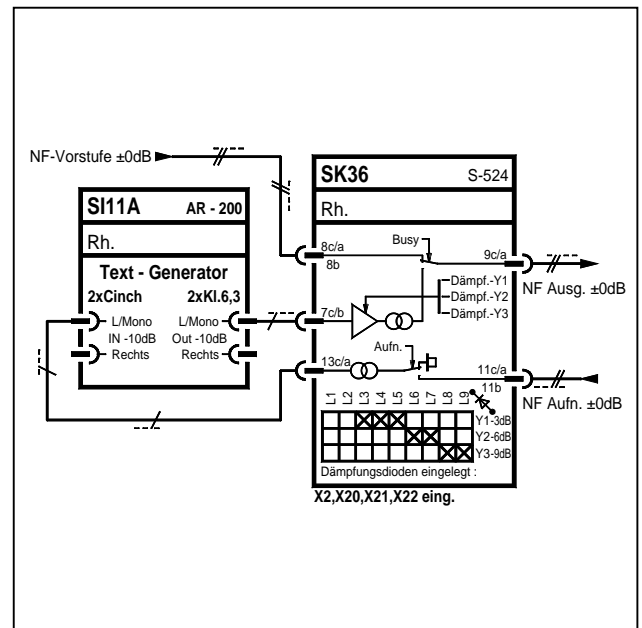 NF-Vorstufe ±0dB
SI11A AR - 200
Rh.
Text - Generator
2xCinch 2xKl.6,3
L/Mono L/Mono
IN -10dB Out -10dB
Rechts Rechts
SK36 S-524
Rh.
Busy
8c/a 9c/a
8b
NF Ausg. ±0dB
Dämpf.-Y1
Dämpf.-Y2
Dämpf.-Y3
7c/b
Aufn.
13c/a 11c/a
11b
NF Aufn. ±0dB
L1 L2 L3 L4 L5 L6 L7 L8 L9
Y1-3dB
Y2-6dB
Y3-9dB
Dämpfungsdioden eingelegt :
X2,X20,X21,X22 eing.